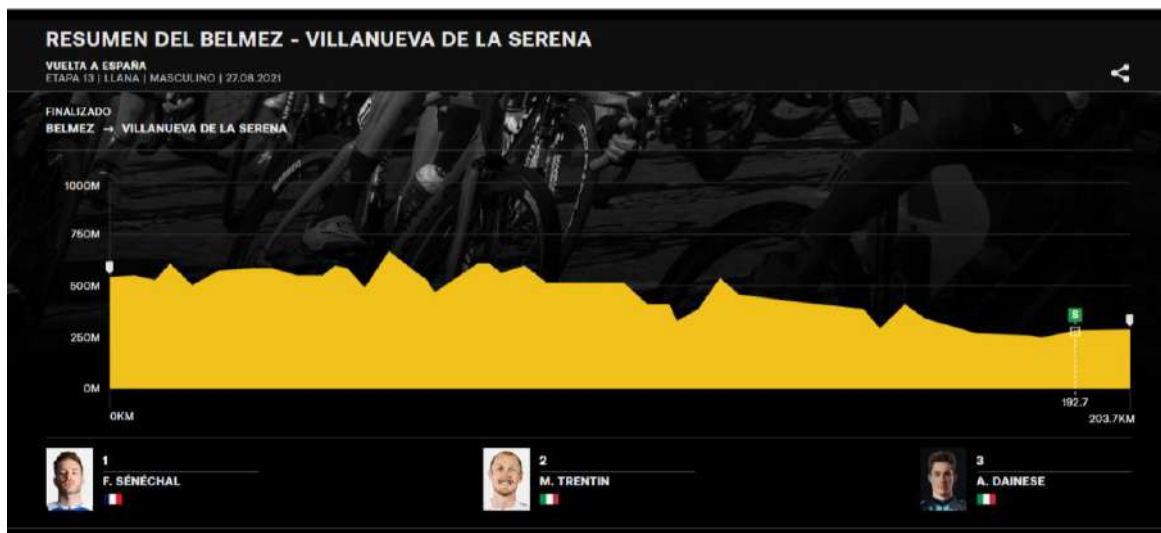 RESUMEN DEL BELMEZ - VILLANUEVA DE LA SERENA
VUELTA A ESPAÑA
ETAPA 13 | LLANA | MASCULINO | 27.08.2021
FINALIZADO
BELMEZ → VILLANUEVA DE LA SERENA
1000M
750M
500M
250M
0M
S
192.7
0KM
203.7KM
1
F. SÉNÉCHAL
2
M. TRENTIN
3
A. DAINESE